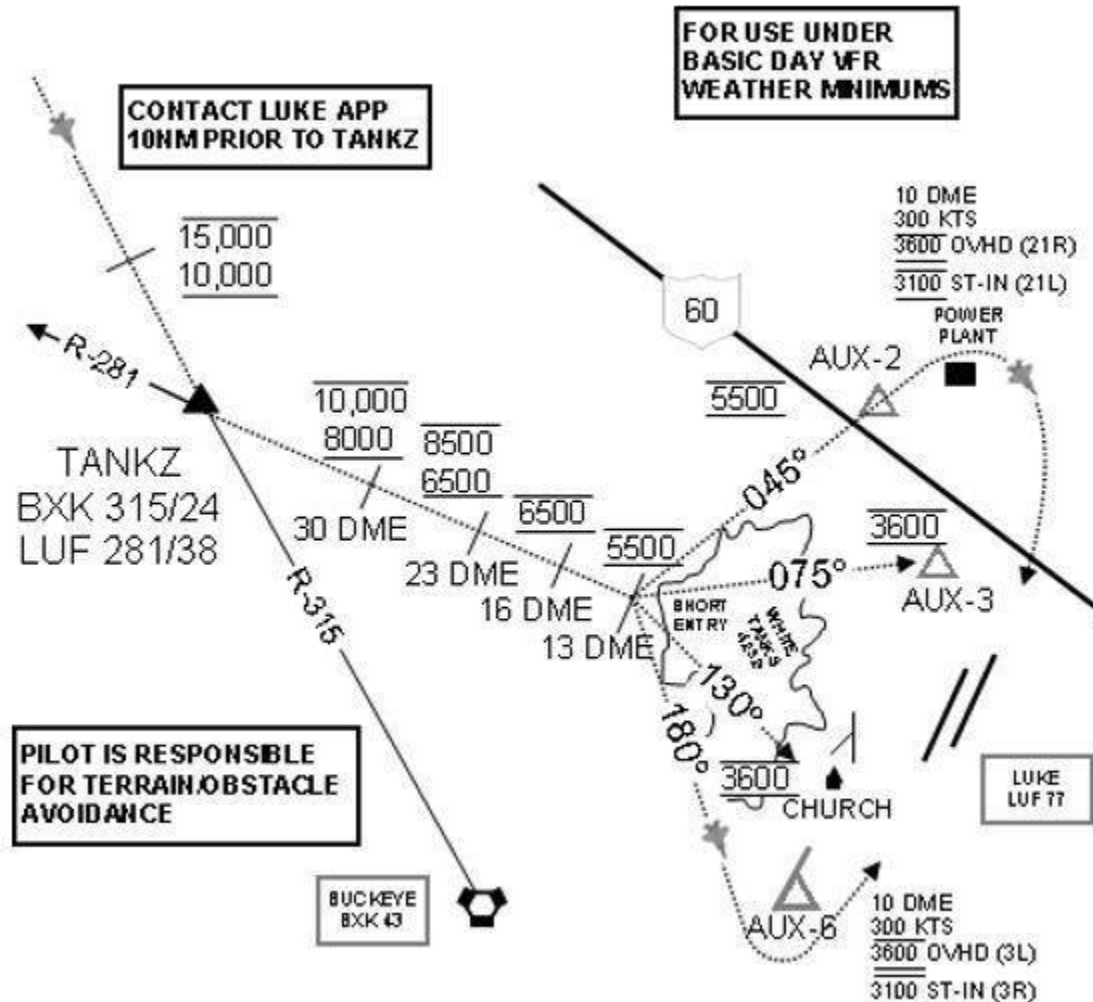 FOR USE UNDER
BASIC DAY VFR
WEATHER MINIMUMS
CONTACT LUKE APP
10NM PRIOR TO TANKZ
10 DME
300 KTS
3600 OVHD (21R)
3100 ST-IN (21L)
POWER
PLANT
15,000
10,000
60
R-281
AUX-2
5500
10,000
8000
8500
6500
6500
5500
TANKZ
BXK 315/24
LUF 281/38
045°
3600
30 DME
23 DME
16 DME
13 DME
075°
AUX-3
SHORT
ENTRY
WHITE
TANKS
R-315
130°
180°
PILOT IS RESPONSIBLE
FOR TERRAIN/OBSTACLE
AVOIDANCE
3600
CHURCH
LUKE
LUF 77
BUCKEYE
BXK 43
AUX-6
10 DME
300 KTS
3600 OVHD (3L)
3100 ST-IN (3R)